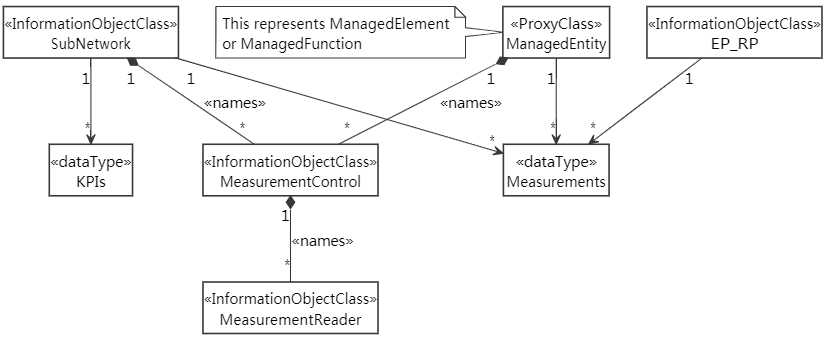 «InformationObjectClass»
SubNetwork
This represents ManagedElement
or ManagedFunction
«ProxyClass»
ManagedEntity
«InformationObjectClass»
EP_RP
1
1
1
1
1
1
«names»
«names»
*
*
*
*
*
*
«dataType»
KPIs
«InformationObjectClass»
MeasurementControl
«dataType»
Measurements
1
«names»
*
«InformationObjectClass»
MeasurementReader